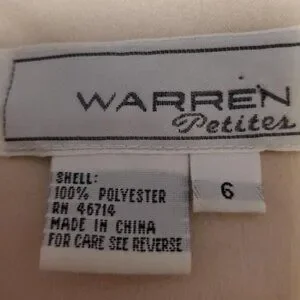 WARREN
Petites
SHELL:
100% POLYESTER
RN 46714
MADE IN CHINA
FOR CARE SEE REVERSE
6